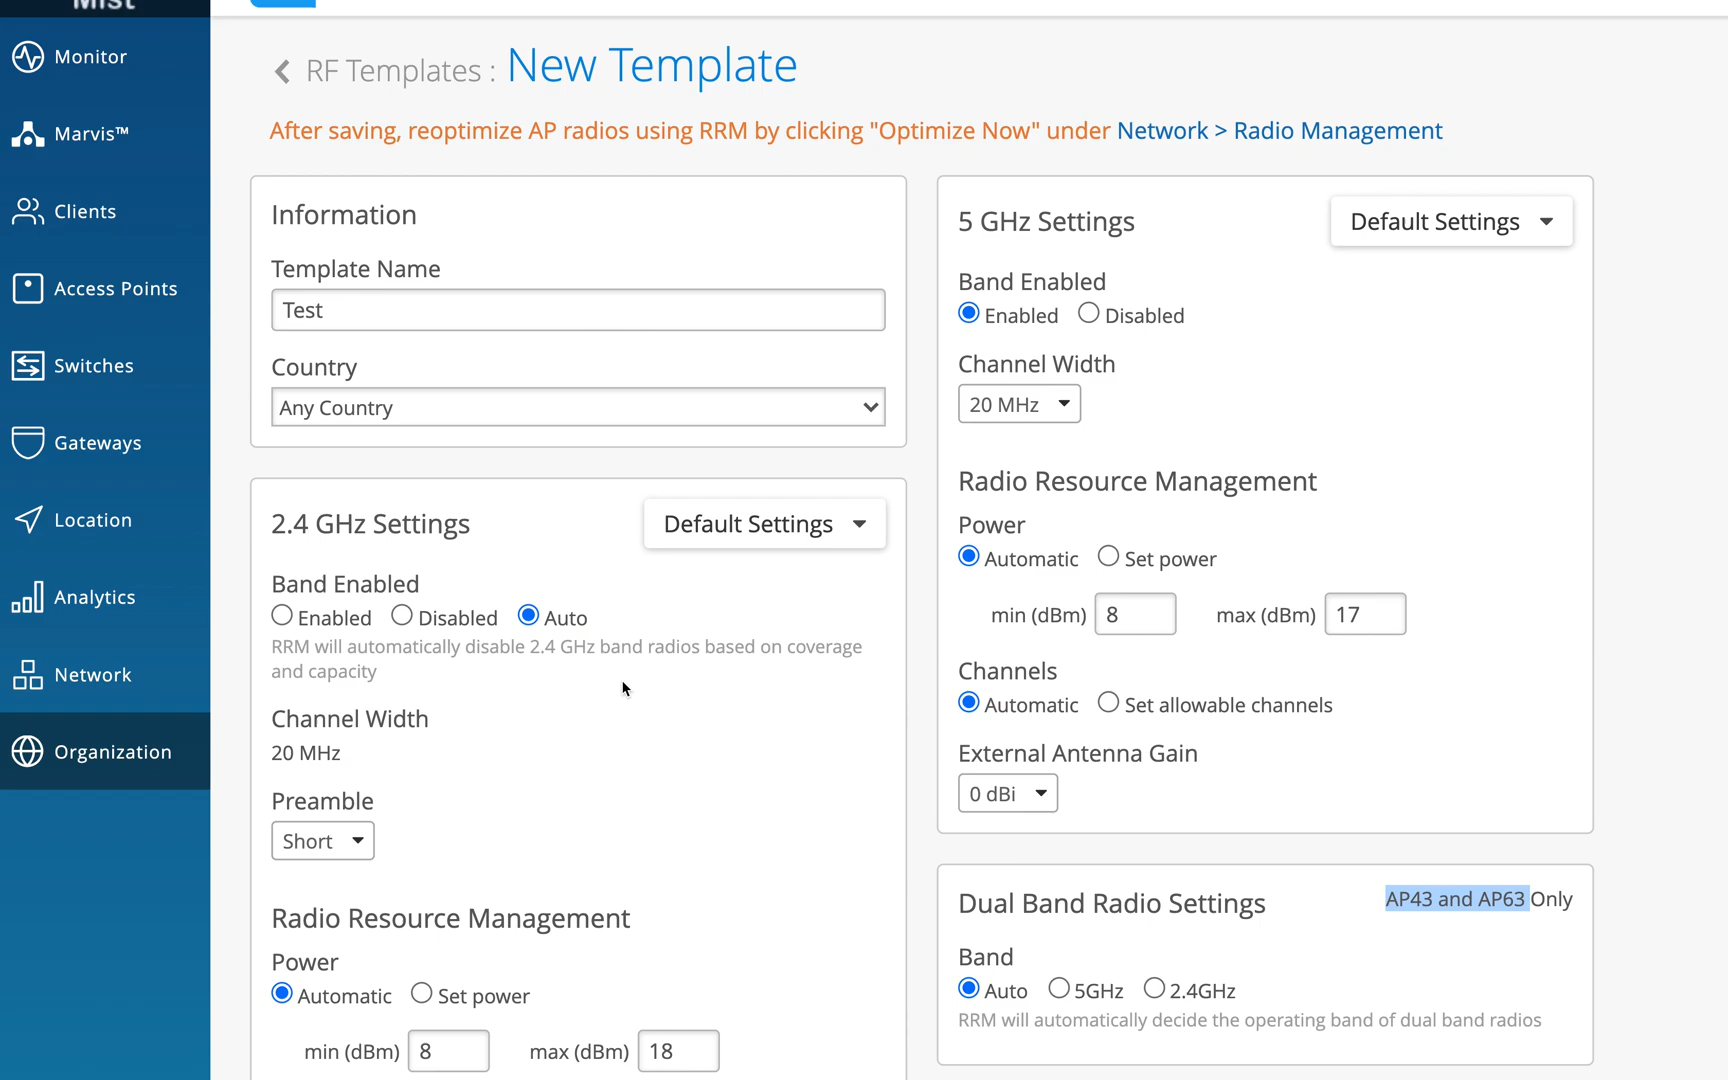 Mist
Monitor
Marvis™
Clients
Access Points
Switches
Gateways
Location
Analytics
Network
Organization
RF Templates : New Template
After saving, reoptimize AP radios using RRM by clicking "Optimize Now" under Network > Radio Management
Information
Template Name
Test
Country
Any Country
2.4 GHz Settings
Default Settings
Band Enabled
Enabled Disabled Auto
RRM will automatically disable 2.4 GHz band radios based on coverage
and capacity
Channel Width
20 MHz
Preamble
Short
Radio Resource Management
Power
Automatic Set power
min (dBm) 8 max (dBm) 18
5 GHz Settings
Default Settings
Band Enabled
Enabled Disabled
Channel Width
20 MHz
Radio Resource Management
Power
Automatic Set power
min (dBm) 8 max (dBm) 17
Channels
Automatic Set allowable channels
External Antenna Gain
0 dBi
Dual Band Radio Settings
AP43 and AP63 Only
Band
Auto 5GHz 2.4GHz
RRM will automatically decide the operating band of dual band radios